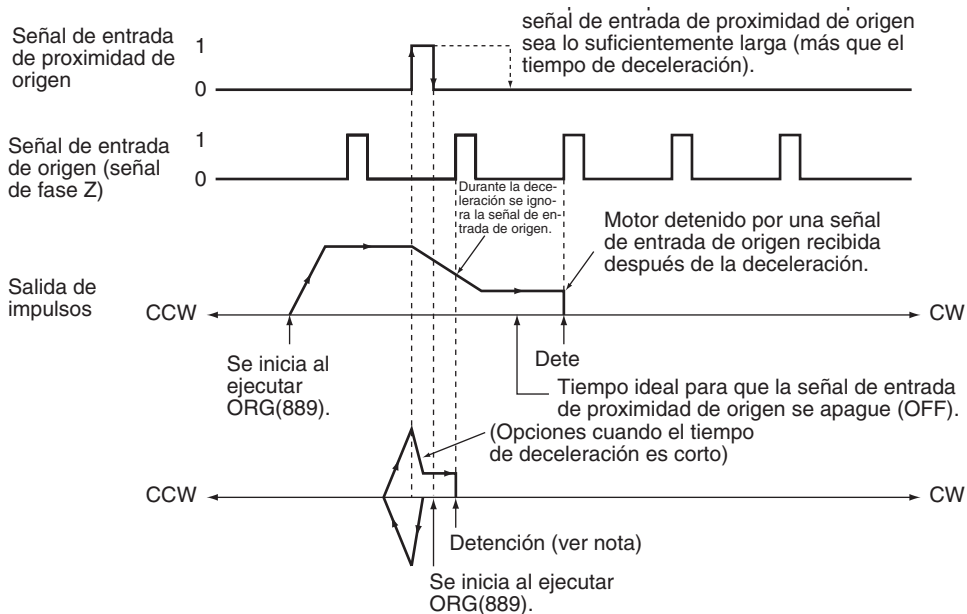 señal de entrada de proximidad de origen
sea lo suficientemente larga (más que el
tiempo de deceleración).
Señal de entrada
de proximidad de
origen
1
0
Señal de entrada
de origen (señal
de fase Z)
1
0
Durante la dece-
leración se igno-
ra la señal de en-
trada de origen.
Motor detenido por una señal
de entrada de origen recibida
después de la deceleración.
Salida de
impulsos
CCW
CW
Se inicia al
ejecutar
ORG(889).
Dete
Tiempo ideal para que la señal de entrada
de proximidad de origen se apague (OFF).
(Opciones cuando el tiempo
de deceleración es corto)
CCW
CW
Detención (ver nota)
Se inicia al ejecutar
ORG(889).